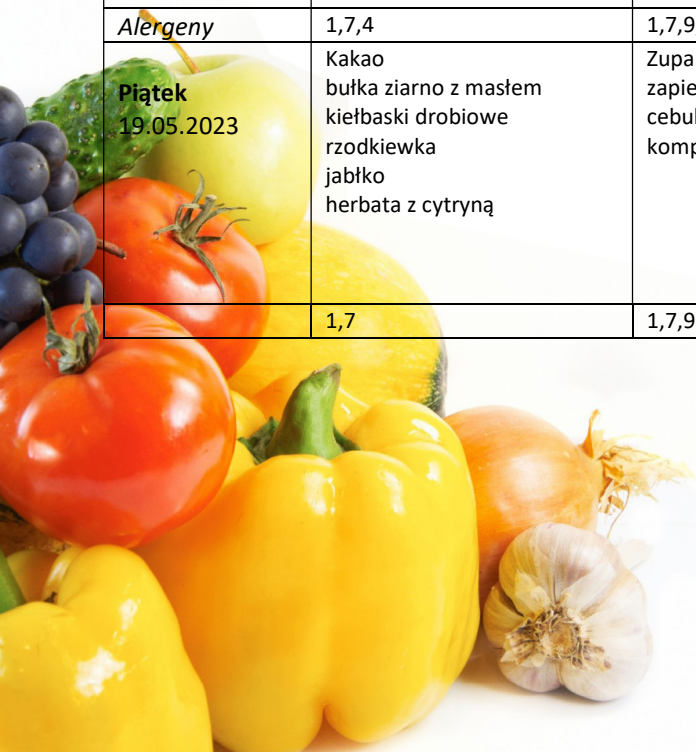 Alergeny 1,7,4 1,7,9
Piątek
19.05.2023
Kakao
bułka ziarno z masłem
kiełbaski drobiowe
rzodkiewka
jabłko
herbata z cytryną
Zupa
1,7 1,7,9